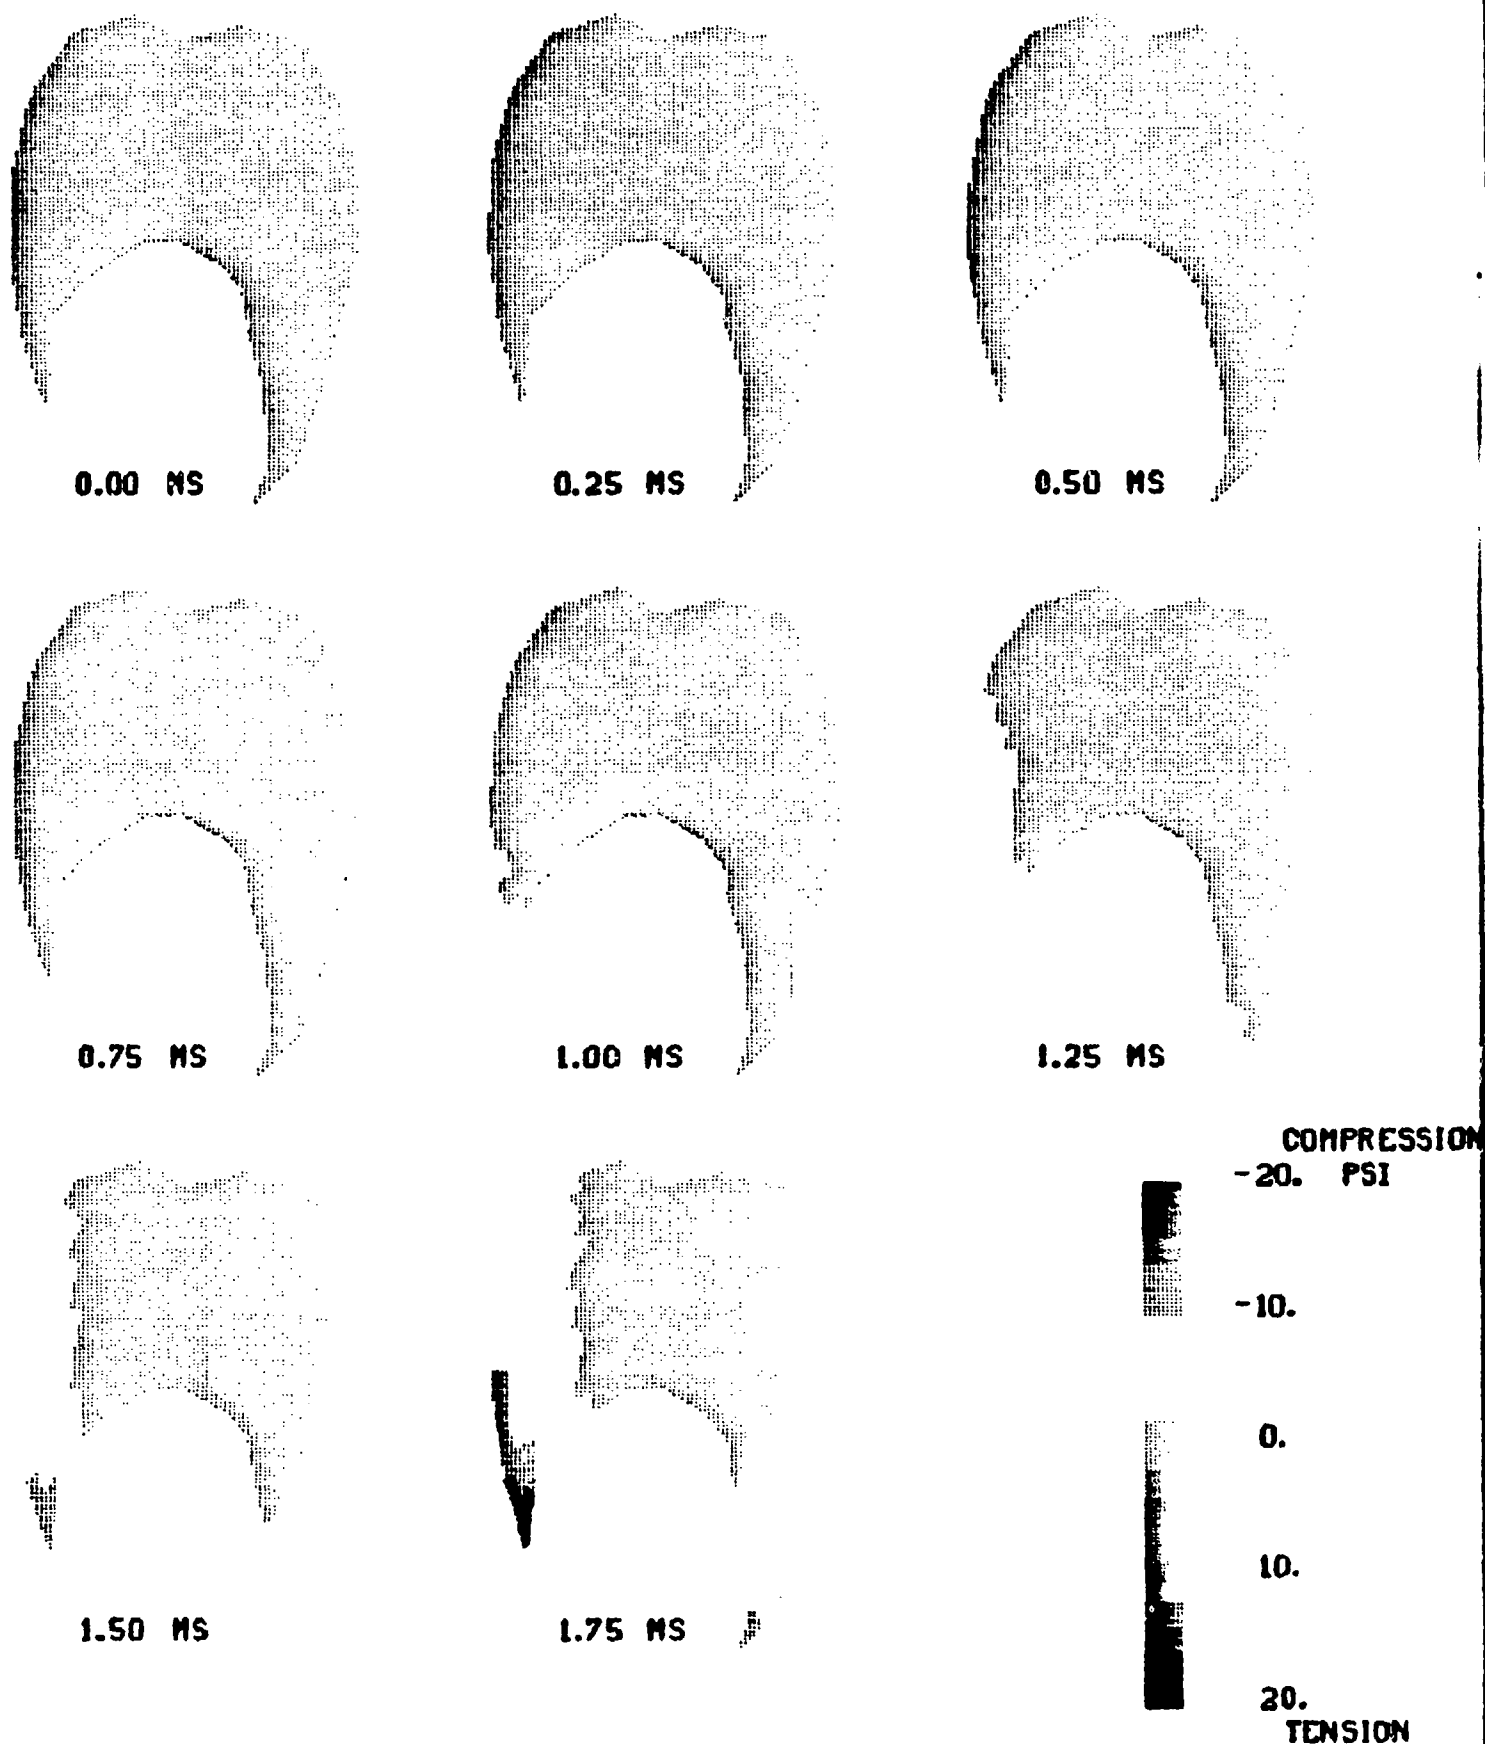 0.00 MS
0.25 MS
0.50 MS
0.75 MS
1.00 MS
1.25 MS
COMPRESSION
-20. PSI
-10.
0.
10.
20.
TENSION
1.50 MS
1.75 MS